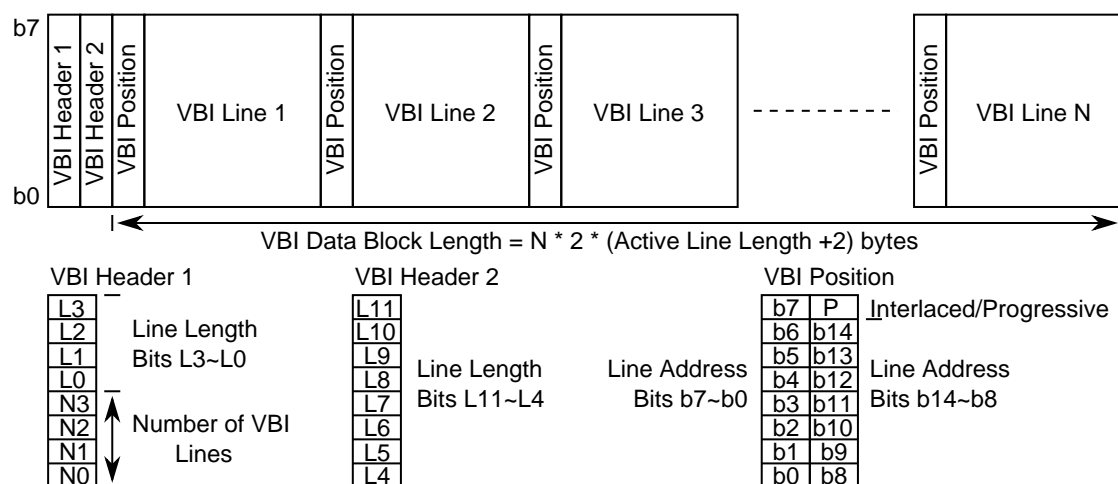 b7
b0
VBI Header 1
VBI Header 2
VBI Position
VBI Line 1
VBI Position
VBI Line 2
VBI Position
VBI Line 3
VBI Position
VBI Line N
VBI Data Block Length = N * 2 * (Active Line Length +2) bytes
VBI Header 1
L3
L2
L1
L0
N3
N2
N1
N0
Line Length
Bits L3~L0
Number of VBI
Lines
VBI Header 2
L11
L10
L9
L8
L7
L6
L5
L4
Line Length
Bits L11~L4
VBI Position
Line Address
Bits b7~b0
b7 P
b6 b14
b5 b13
b4 b12
b3 b11
b2 b10
b1 b9
b0 b8
Interlaced/Progressive
Line Address
Bits b14~b8